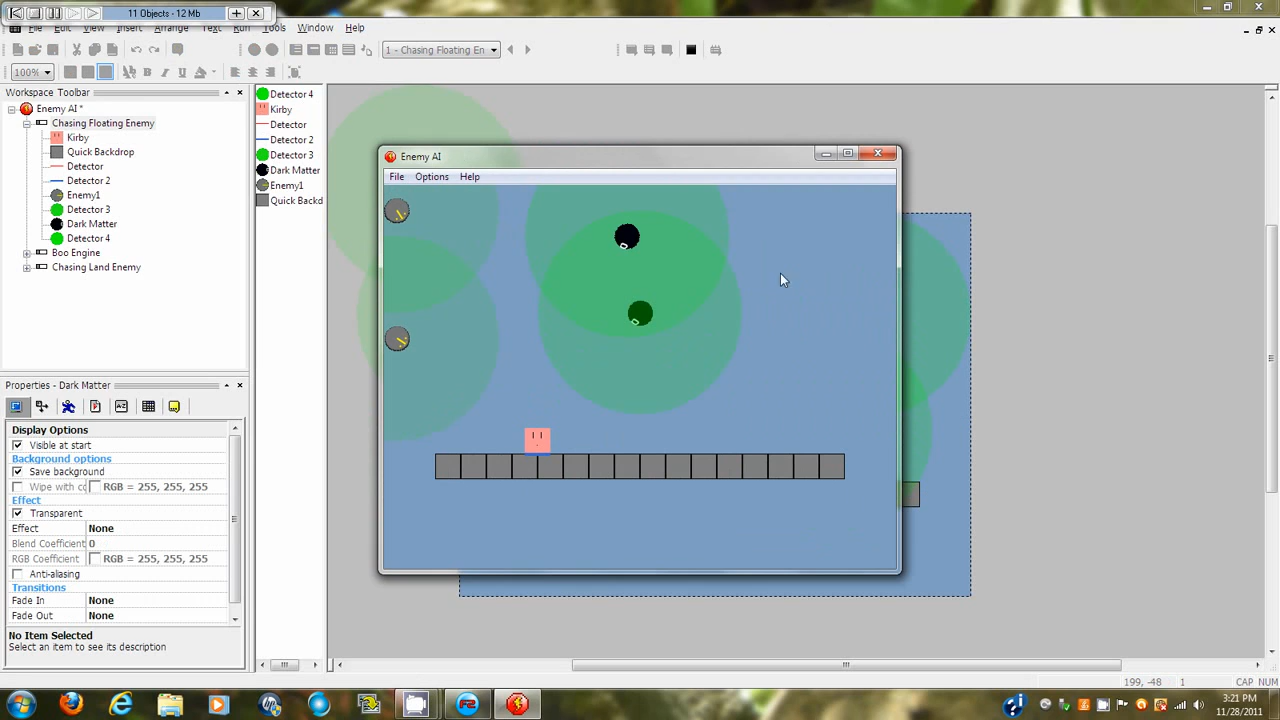 11 Objects - 12 Mb
File Edit View Insert Arrange Text Run Tools Window Help
1 - Chasing Floating En
100%
B I U
Workspace Toolbar
Enemy AI *
Chasing Floating Enemy
Kirby
Quick Backdrop
Detector
Detector 2
Enemy1
Detector 3
Dark Matter
Detector 4
Boo Engine
Chasing Land Enemy
Detector 4
Kirby
Detector
Detector 2
Detector 3
Dark Matter
Enemy1
Quick Backd
Enemy AI
File Options Help
Properties - Dark Matter
Display Options
Visible at start
Background options
Save background
Wipe with co RGB = 255, 255, 255
Effect
Transparent
Effect None
Blend Coefficient 0
RGB Coefficient RGB = 255, 255, 255
Anti-aliasing
Transitions
Fade In None
Fade Out None
No Item Selected
Select an item to see its description
199, -48 1 CAP NUM
3:21 PM
11/28/2011